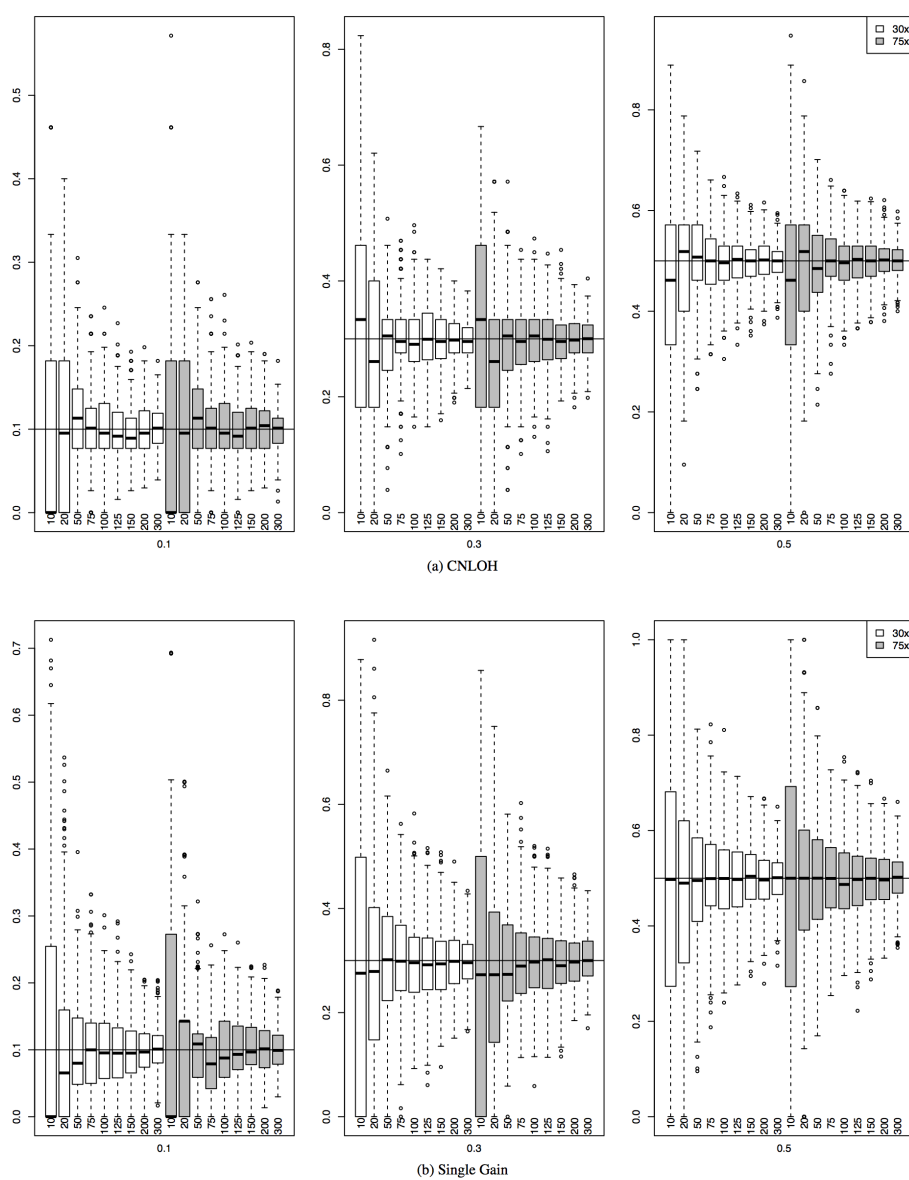 0.0 0.1 0.2 0.3 0.4 0.5
10 20 50 75 100 125 150 200 300 10 20 50 75 100 125 150 200 300
0.1
0.2 0.4 0.6 0.8
10 20 50 75 100 125 150 200 300 10 20 50 75 100 125 150 200 300
0.3
0.0 0.2 0.4 0.6 0.8
30x
75x
10 20 50 75 100 125 150 200 300 10 20 50 75 100 125 150 200 300
0.5
(a) CNLOH
0.0 0.1 0.2 0.3 0.4 0.5 0.6 0.7
10 20 50 75 100 125 150 200 300 10 20 50 75 100 125 150 200 300
0.1
0.0 0.2 0.4 0.6 0.8
10 20 50 75 100 125 150 200 300 10 20 50 75 100 125 150 200 300
0.3
0.0 0.2 0.4 0.6 0.8 1.0
30x
75x
10 20 50 75 100 125 150 200 300 10 20 50 75 100 125 150 200 300
0.5
(b) Single Gain